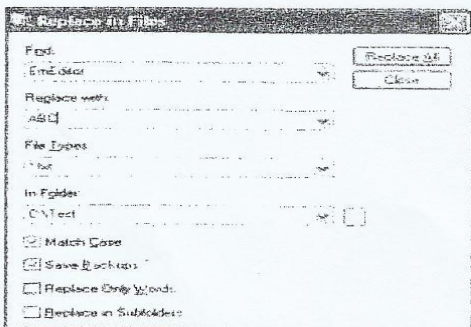 Replace in Files
Find:
EmEditor
Replace All
Close
Replace with:
ABC
File Types:
In Folder:
C:\Test
Match Case
Save Backups
Replace Only Words
Replace in Subfolders